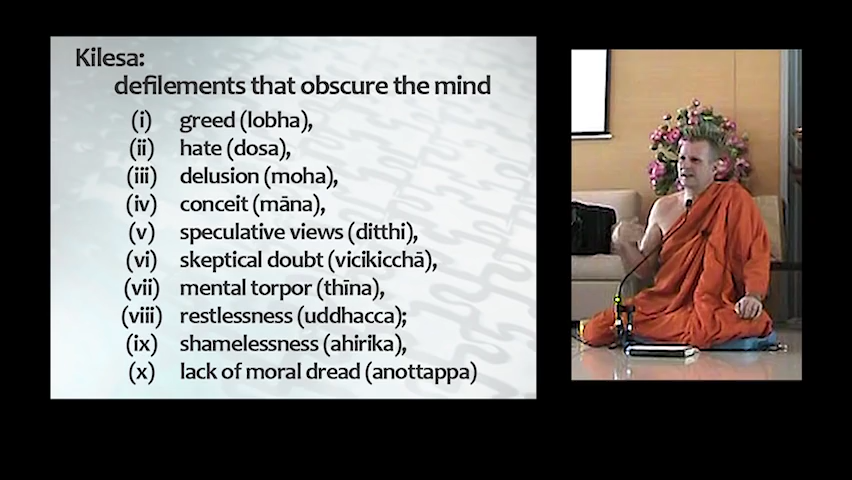 Kilesa:
defilements that obscure the mind
(i) greed (lobha),
(ii) hate (dosa),
(iii) delusion (moha),
(iv) conceit (māna),
(v) speculative views (ditthi),
(vi) skeptical doubt (vicikicchā),
(vii) mental torpor (thīna),
(viii) restlessness (uddhacca);
(ix) shamelessness (ahirika),
(x) lack of moral dread (anottappa)